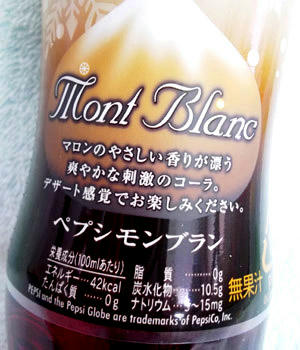 Mont Blanc
マロンのやさしい香りが漂う
爽やかな刺激のコーラ。
デザート感覚でお楽しみください。
ペプシモンブラン
栄養成分(100mlあたり) 脂質……0g
エネルギー…42kcal 炭水化物…10.5g
たんぱく質……0g ナトリウム…5〜15mg
無果汁
PEPSI and the Pepsi Globe are trademarks of PepsiCo, Inc.